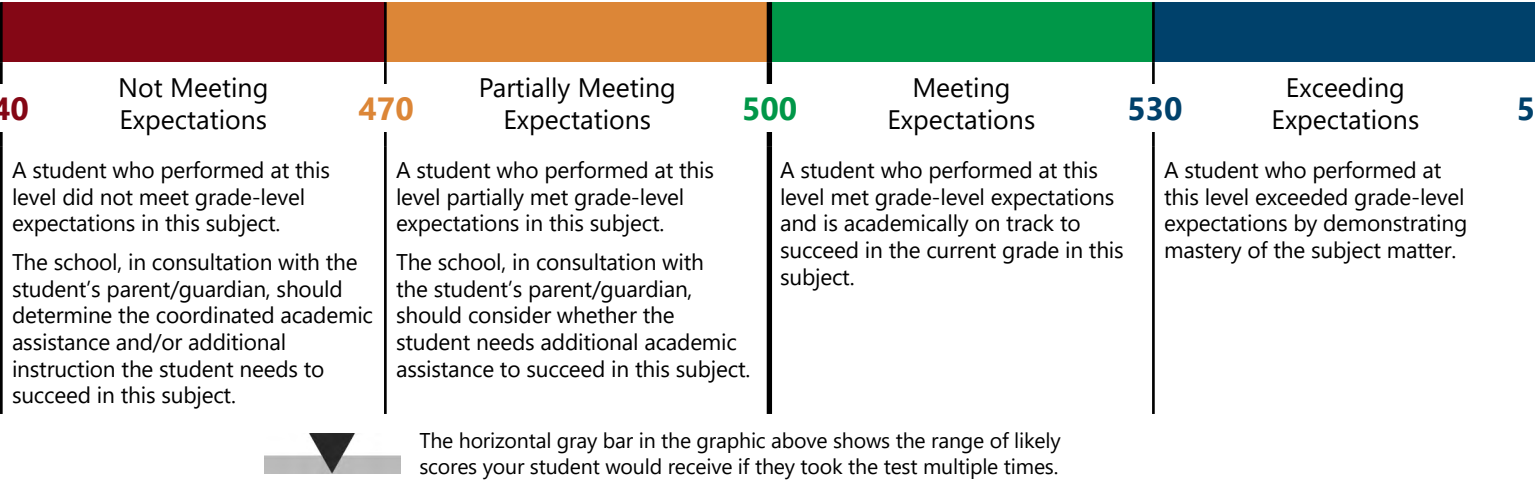 Not Meeting
Expectations
470
Partially Meeting
Expectations
500
Meeting
Expectations
530
Exceeding
Expectations
40
5
A student who performed at this
level did not meet grade-level
expectations in this subject.
The school, in consultation with the
student’s parent/guardian, should
determine the coordinated academic
assistance and/or additional
instruction the student needs to
succeed in this subject.
A student who performed at this
level partially met grade-level
expectations in this subject.
The school, in consultation with
the student’s parent/guardian,
should consider whether the
student needs additional academic
assistance to succeed in this subject.
A student who performed at this
level met grade-level expectations
and is academically on track to
succeed in the current grade in this
subject.
A student who performed at
this level exceeded grade-level
expectations by demonstrating
mastery of the subject matter.
The horizontal gray bar in the graphic above shows the range of likely
scores your student would receive if they took the test multiple times.